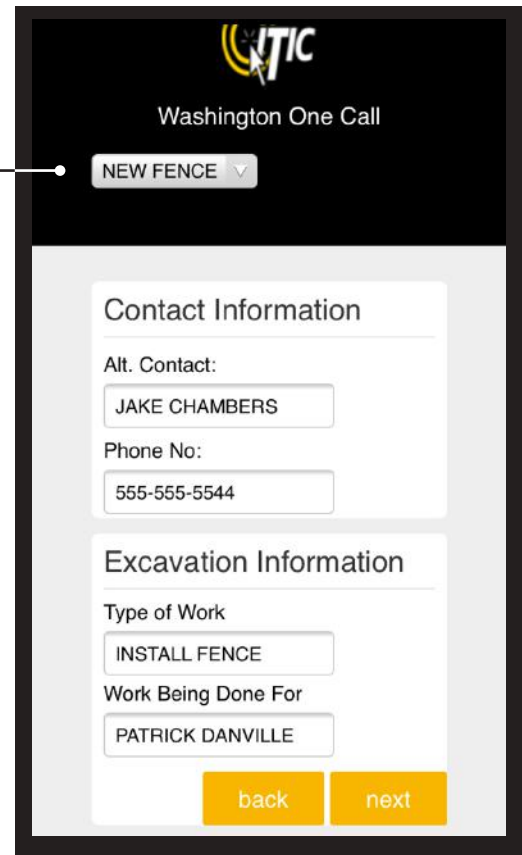 ITIC
Washington One Call
NEW FENCE
Contact Information
Alt. Contact:
JAKE CHAMBERS
Phone No:
555-555-5544
Excavation Information
Type of Work
INSTALL FENCE
Work Being Done For
PATRICK DANVILLE
back next